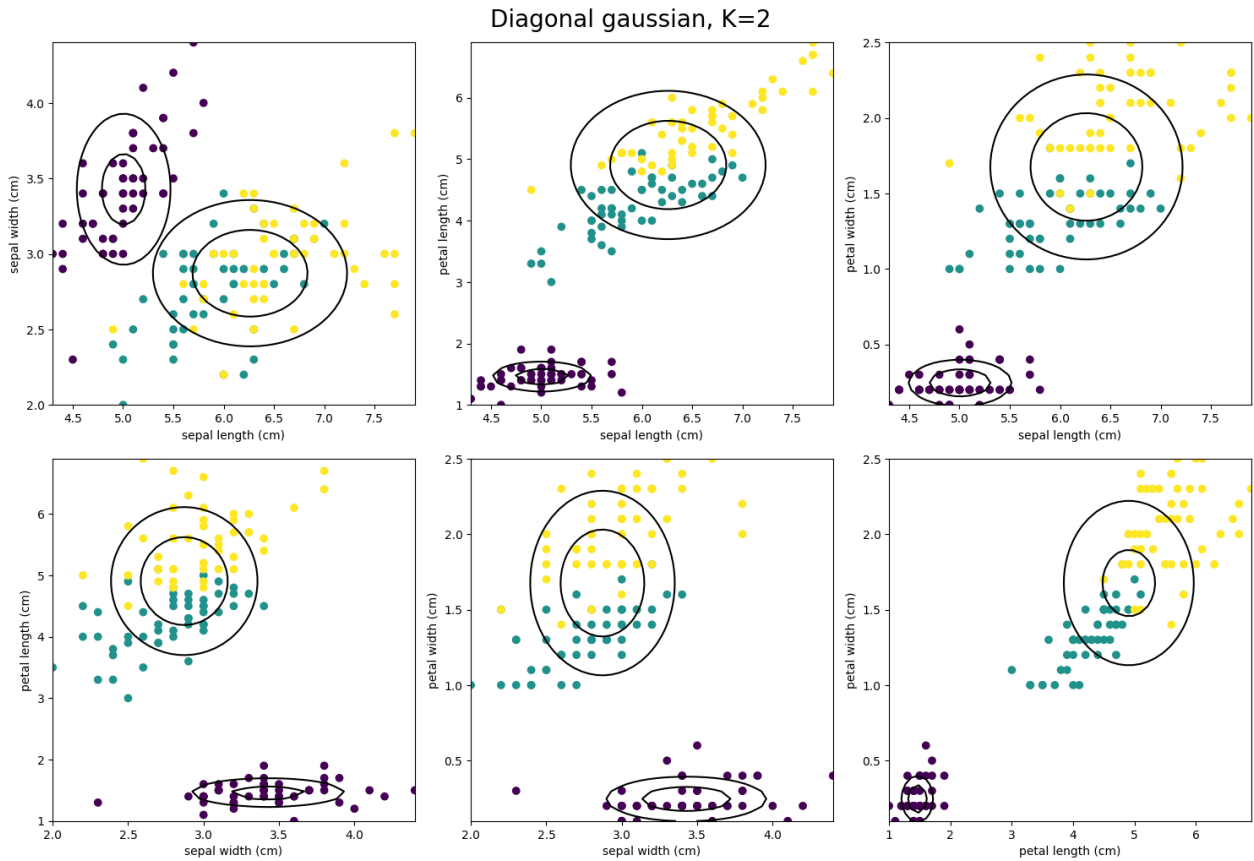 Diagonal gaussian, K=2
sepal width (cm)
4.0
3.5
3.0
2.5
2.0
4.5 5.0 5.5 6.0 6.5 7.0 7.5
sepal length (cm)
petal length (cm)
6
5
4
3
2
1
4.5 5.0 5.5 6.0 6.5 7.0 7.5
sepal length (cm)
petal width (cm)
2.5
2.0
1.5
1.0
0.5
4.5 5.0 5.5 6.0 6.5 7.0 7.5
sepal length (cm)
petal length (cm)
6
5
4
3
2
1
2.0 2.5 3.0 3.5 4.0
sepal width (cm)
petal width (cm)
2.5
2.0
1.5
1.0
0.5
2.0 2.5 3.0 3.5 4.0
sepal width (cm)
petal width (cm)
2.5
2.0
1.5
1.0
0.5
1 2 3 4 5 6
petal length (cm)